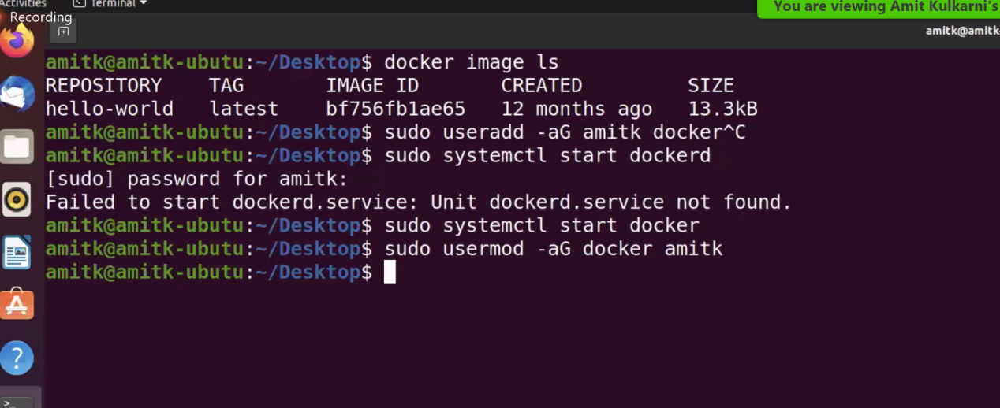 Activities
Terminal
You are viewing Amit Kulkarni's
Recording
amitk@amitk-
amitk@amitk-ubutu:~/Desktop$ docker image ls
REPOSITORY    TAG       IMAGE ID       CREATED         SIZE
hello-world   latest    bf756fb1ae65   12 months ago   13.3kB
amitk@amitk-ubutu:~/Desktop$ sudo useradd -aG amitk docker^C
amitk@amitk-ubutu:~/Desktop$ sudo systemctl start dockerd
[sudo] password for amitk:
Failed to start dockerd.service: Unit dockerd.service not found.
amitk@amitk-ubutu:~/Desktop$ sudo systemctl start docker
amitk@amitk-ubutu:~/Desktop$ sudo usermod -aG docker amitk
amitk@amitk-ubutu:~/Desktop$